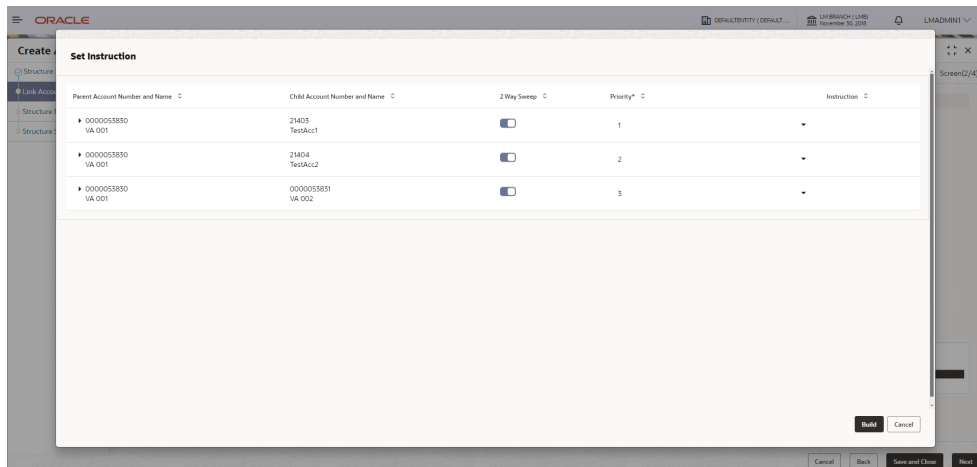 ORACLE
DEFAULTENTITY ( DEFAULT....
LM BRANCH ( LMB)
November 30, 2018
LMADMIN1
Create
Structure
Link Accou
Structure
Structure
Screen(2/4
Set Instruction
Parent Account Number and Name
Child Account Number and Name
2 Way Sweep
Priority*
Instruction
0000053830
VA 001
21403
TestAcc1
1
0000053830
VA 001
21404
TestAcc2
2
0000053830
VA 001
0000053831
VA 002
3
Build
Cancel
Cancel
Back
Save and Close
Next